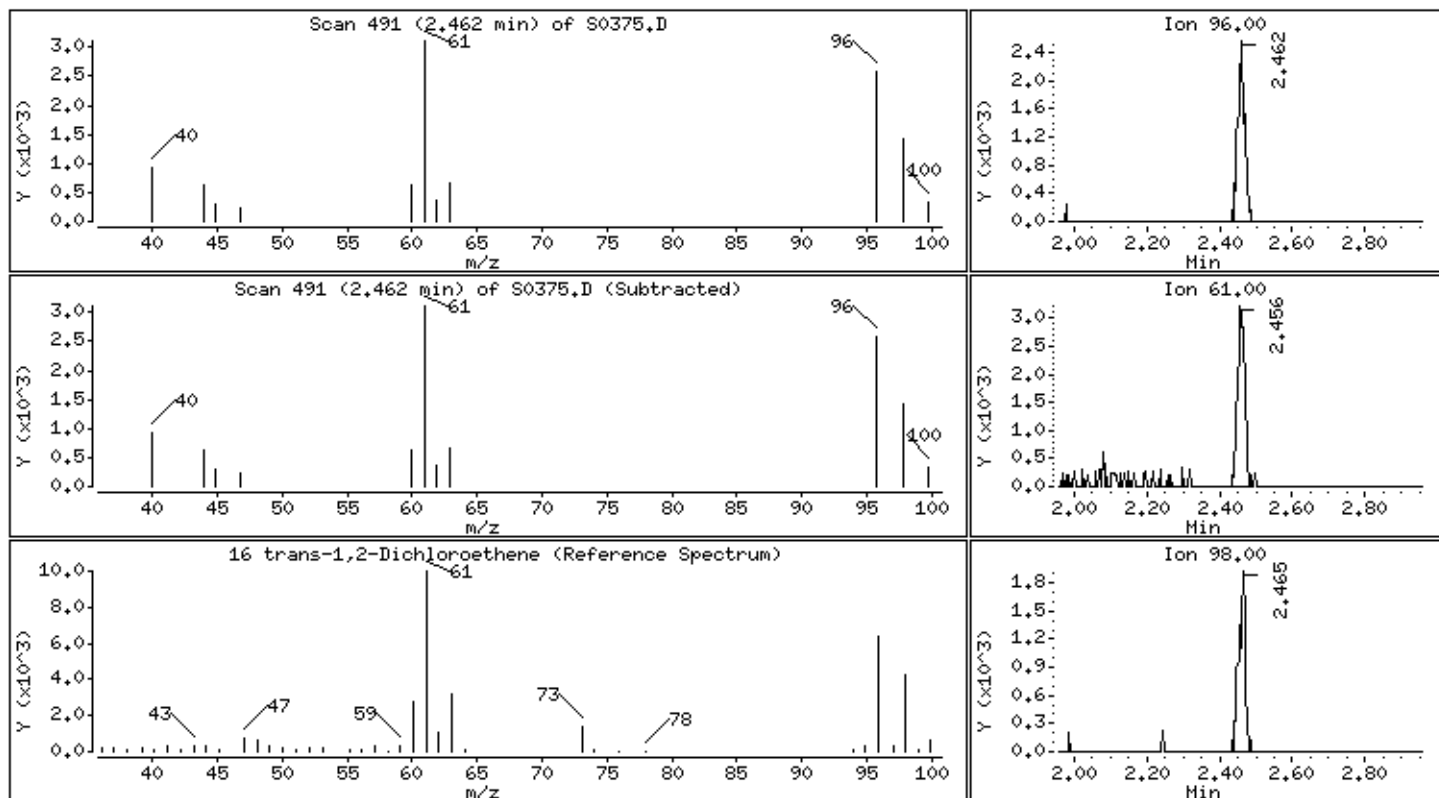 Scan 491 (2.462 min) of S0375.D
Y (x10^3)
3.0
2.5
2.0
1.5
1.0
0.5
0.0
40
61
96
100
40 45 50 55 60 65 70 75 80 85 90 95 100
m/z
Ion 96.00
Y (x10^3)
2.4
2.0
1.6
1.2
0.8
0.4
0.0
2.462
2.00 2.20 2.40 2.60 2.80
Min
Scan 491 (2.462 min) of S0375.D (Subtracted)
Y (x10^3)
3.0
2.5
2.0
1.5
1.0
0.5
0.0
40
61
96
100
40 45 50 55 60 65 70 75 80 85 90 95 100
m/z
Ion 61.00
Y (x10^3)
3.0
2.5
2.0
1.5
1.0
0.5
0.0
2.456
2.00 2.20 2.40 2.60 2.80
Min
16 trans-1,2-Dichloroethene (Reference Spectrum)
Y (x10^3)
10.0
8.0
6.0
4.0
2.0
0.0
43
47
59
61
73
78
40 45 50 55 60 65 70 75 80 85 90 95 100
m/z
Ion 98.00
Y (x10^3)
1.8
1.5
1.2
0.9
0.6
0.3
0.0
2.465
2.00 2.20 2.40 2.60 2.80
Min